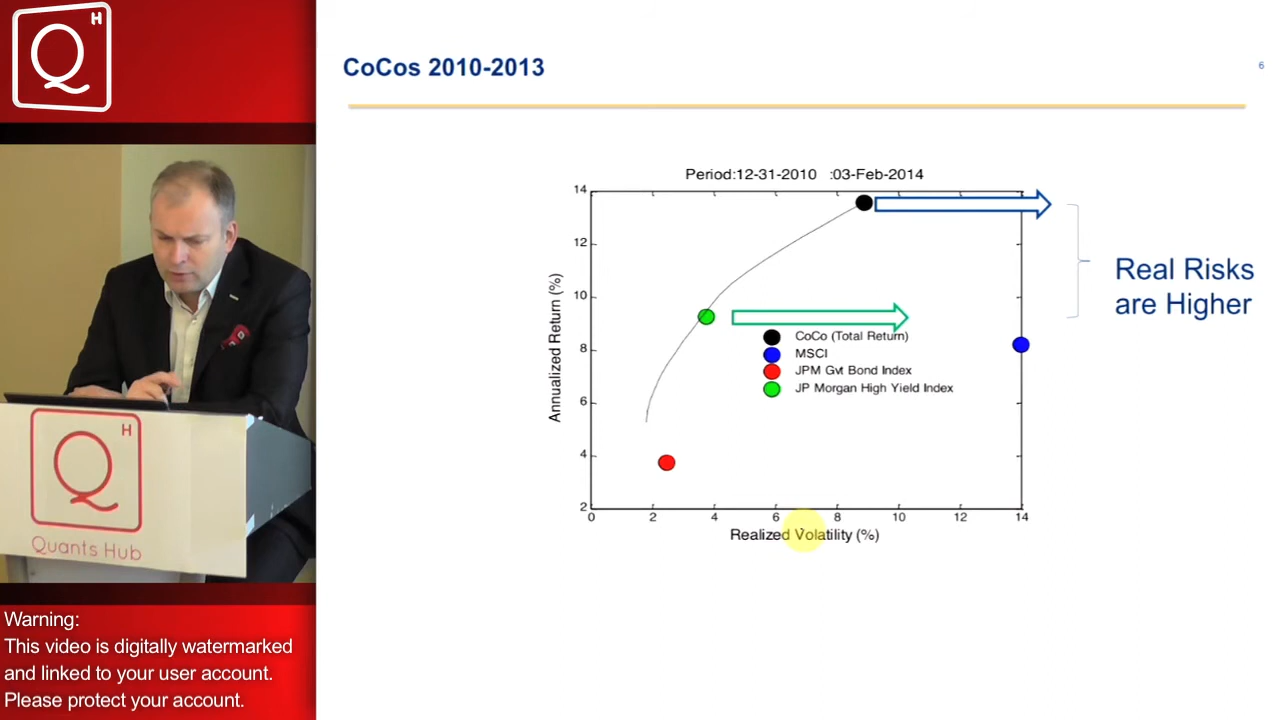 Q H
CoCos 2010-2013
6
Period:12-31-2010 :03-Feb-2014
14
12
10
8
6
4
2
Annualized Return (%)
CoCo (Total Return)
MSCI
JPM Gvt Bond Index
JP Morgan High Yield Index
0 2 4 6 8 10 12 14
Realized Volatility (%)
Real Risks
are Higher
Q H
Quants Hub
Warning:
This video is digitally watermarked
and linked to your user account.
Please protect your account.